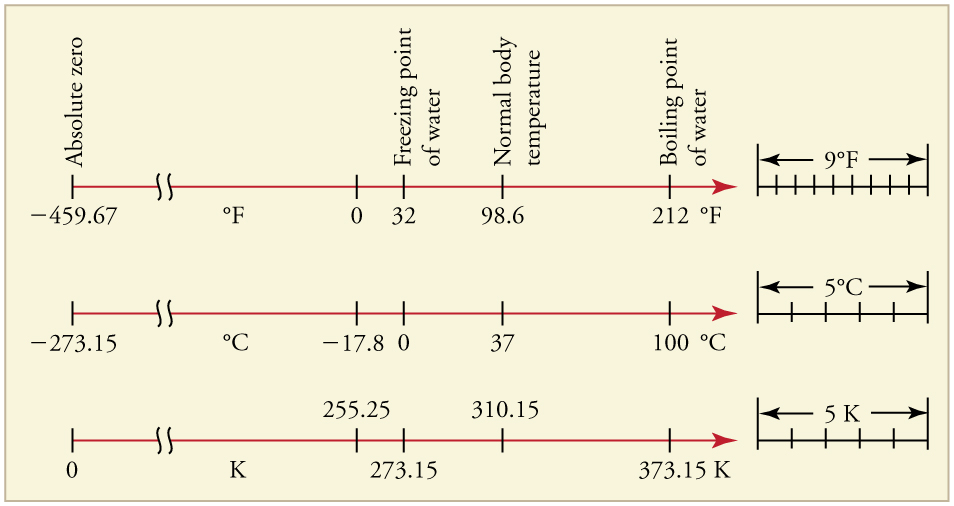 Absolute zero
Freezing point
of water
Normal body
temperature
Boiling point
of water
9°F
−459.67 °F 0 32 98.6 212 °F
5°C
−273.15 °C −17.8 0 37 100 °C
255.25 310.15
5 K
0 K 273.15 373.15 K